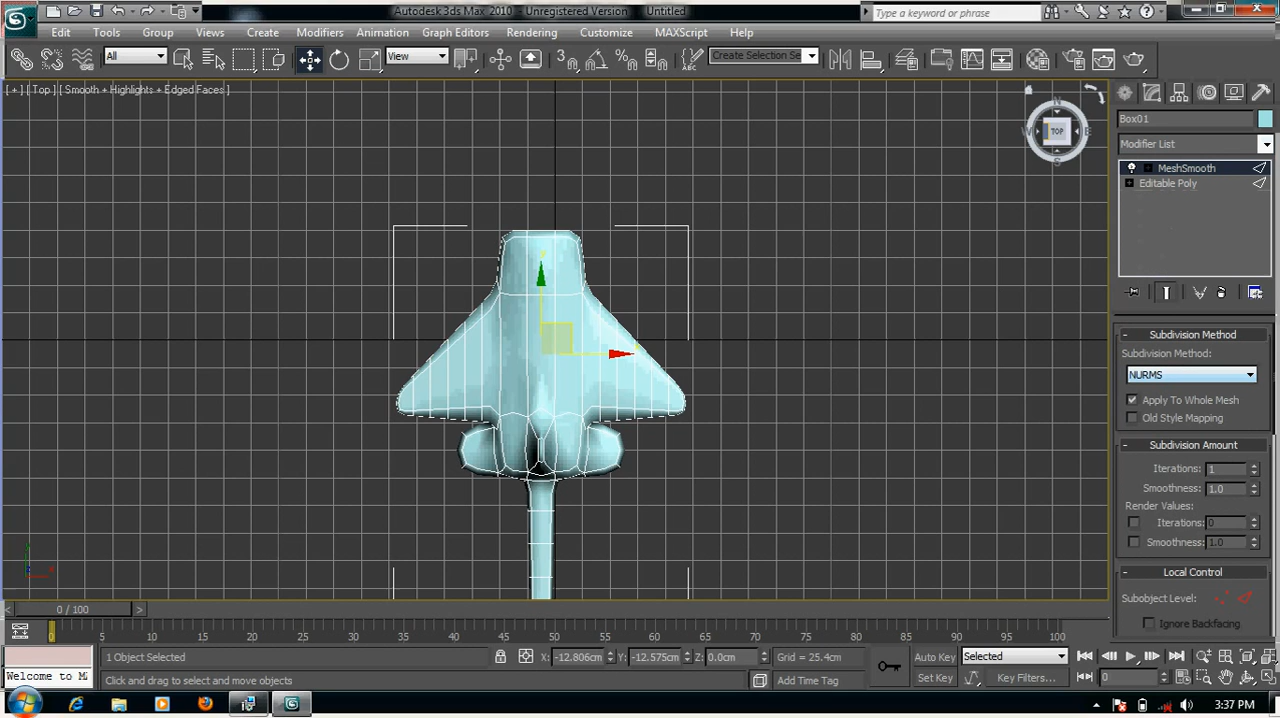 Autodesk 3ds Max 2010 - Unregistered Version - Untitled
Type a keyword or phrase
Edit Tools Group Views Create Modifiers Animation Graph Editors Rendering Customize MAXScript Help
All View 3 Create Selection Se
[ + ] [ Top ] [ Smooth + Highlights + Edged Faces ]
N
W TOP E
S
Box01
Modifier List
MeshSmooth
Editable Poly
Subdivision Method
Subdivision Method:
NURMS
Apply To Whole Mesh
Old Style Mapping
Subdivision Amount
Iterations: 1
Smoothness: 1.0
Render Values:
Iterations: 0
Smoothness: 1.0
Local Control
Subobject Level:
Ignore Backfacing
0 / 100
0 5 10 15 20 25 30 35 40 45 50 55 60 65 70 75 80 85 90 95 100
1 Object Selected X: -12.806cm Y: -12.575cm Z: 0.0cm Grid = 25.4cm Auto Key Selected
Welcome to M Click and drag to select and move objects Add Time Tag Set Key Key Filters... 0
3:37 PM